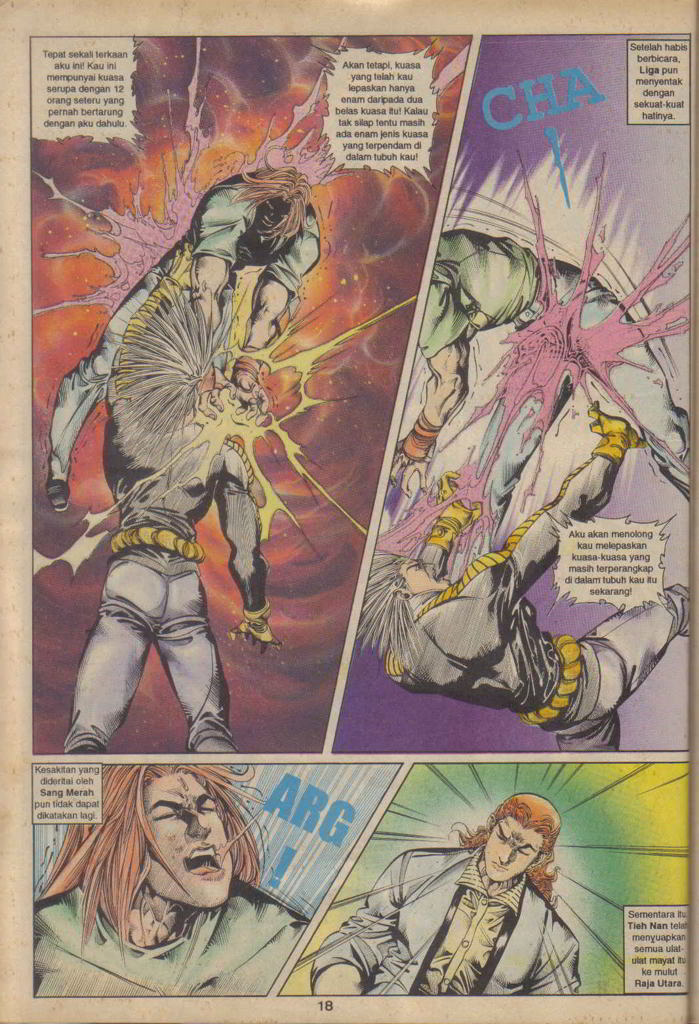 Tepat sekali terkaan
aku ini! Kau ini
mempunyai kuasa
serupa dengan 12
orang seteru yang
pernah bertarung
dengan aku dahulu.
Akan tetapi, kuasa
yang telah kau
lepaskan hanya
enam daripada dua
belas kuasa itu! Kalau
tak silap tentu masih
ada enam jenis kuasa
yang terpendam di
dalam tubuh kau!
Setelah habis
berbicara,
Liga pun
menyentak
dengan
sekuat-kuat
hatinya.
CHA
!
Aku akan menolong
kau melepaskan
kuasa-kuasa yang
masih terperangkap
di dalam tubuh kau itu
sekarang!
Kesakitan yang
dideritai oleh
Sang Merah
pun tidak dapat
dikatakan lagi.
ARG
!
Sementara itu
Tieh Nan telah
menyuapkan
semua ulat-
ulat mayat itu
ke mulut
Raja Utara.
18